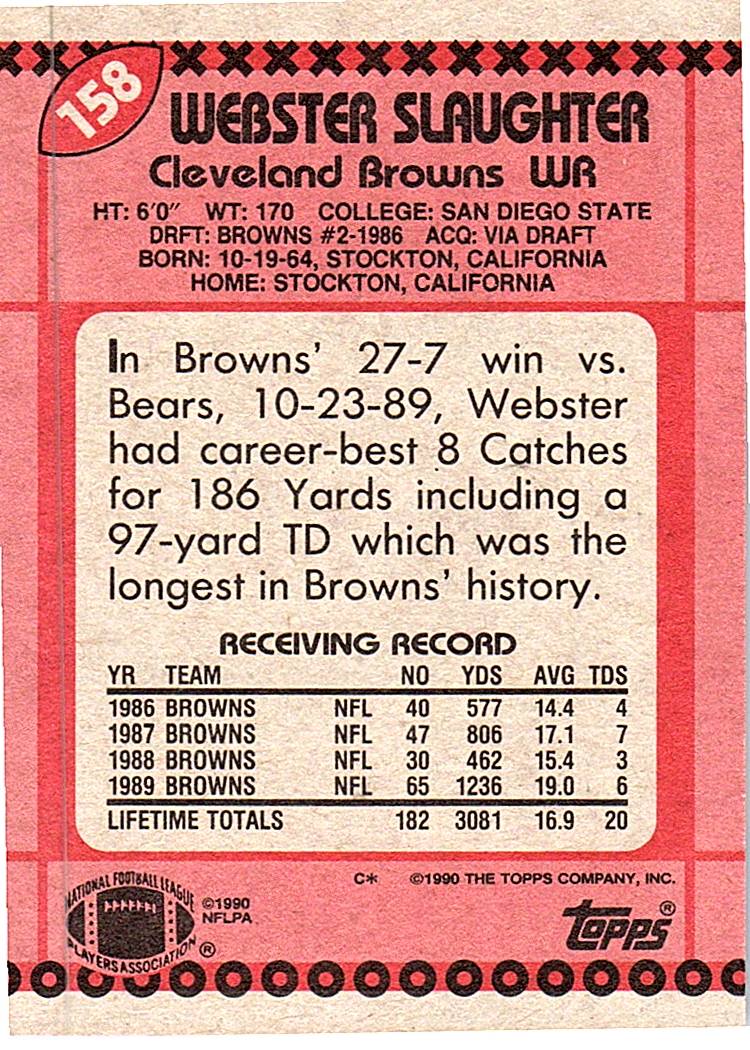 158
WEBSTER SLAUGHTER
Cleveland Browns WR
HT: 6'0" WT: 170 COLLEGE: SAN DIEGO STATE
DRFT: BROWNS #2-1986 ACQ: VIA DRAFT
BORN: 10-19-64, STOCKTON, CALIFORNIA
HOME: STOCKTON, CALIFORNIA
In Browns' 27-7 win vs.
Bears, 10-23-89, Webster
had career-best 8 Catches
for 186 Yards including a
97-yard TD which was the
longest in Browns' history.
RECEIVING RECORD
YR TEAM NO YDS AVG TDS
1986 BROWNS NFL 40 577 14.4 4
1987 BROWNS NFL 47 806 17.1 7
1988 BROWNS NFL 30 462 15.4 3
1989 BROWNS NFL 65 1236 19.0 6
LIFETIME TOTALS 182 3081 16.9 20
C* ©1990 THE TOPPS COMPANY, INC.
NATIONAL FOOTBALL LEAGUE
PLAYERS ASSOCIATION ®
©1990
NFLPA
topps ®